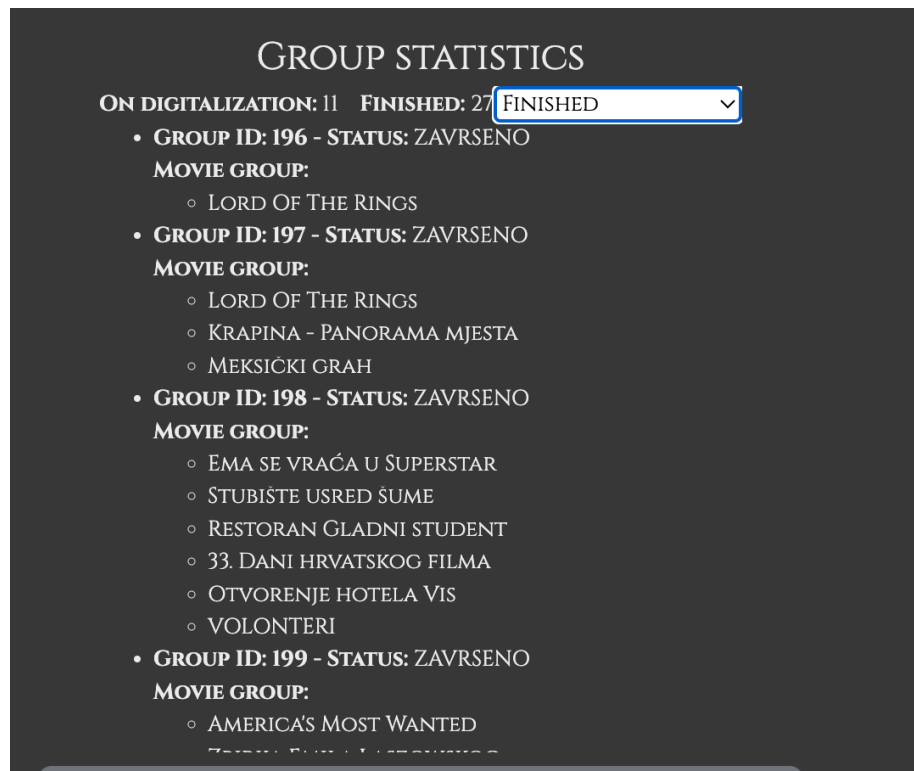 Group statistics
On digitalization: 11 Finished: 27 Finished
Group ID: 196 - Status: ZAVRSENO
Movie group:
Lord Of The Rings
Group ID: 197 - Status: ZAVRSENO
Movie group:
Lord Of The Rings
Krapina - Panorama mjesta
Meksički grah
Group ID: 198 - Status: ZAVRSENO
Movie group:
Ema se vraća u Superstar
Stubište usred šume
Restoran Gladni student
33. Dani hrvatskog filma
Otvorenje hotela Vis
VOLONTERI
Group ID: 199 - Status: ZAVRSENO
Movie group:
America's Most Wanted